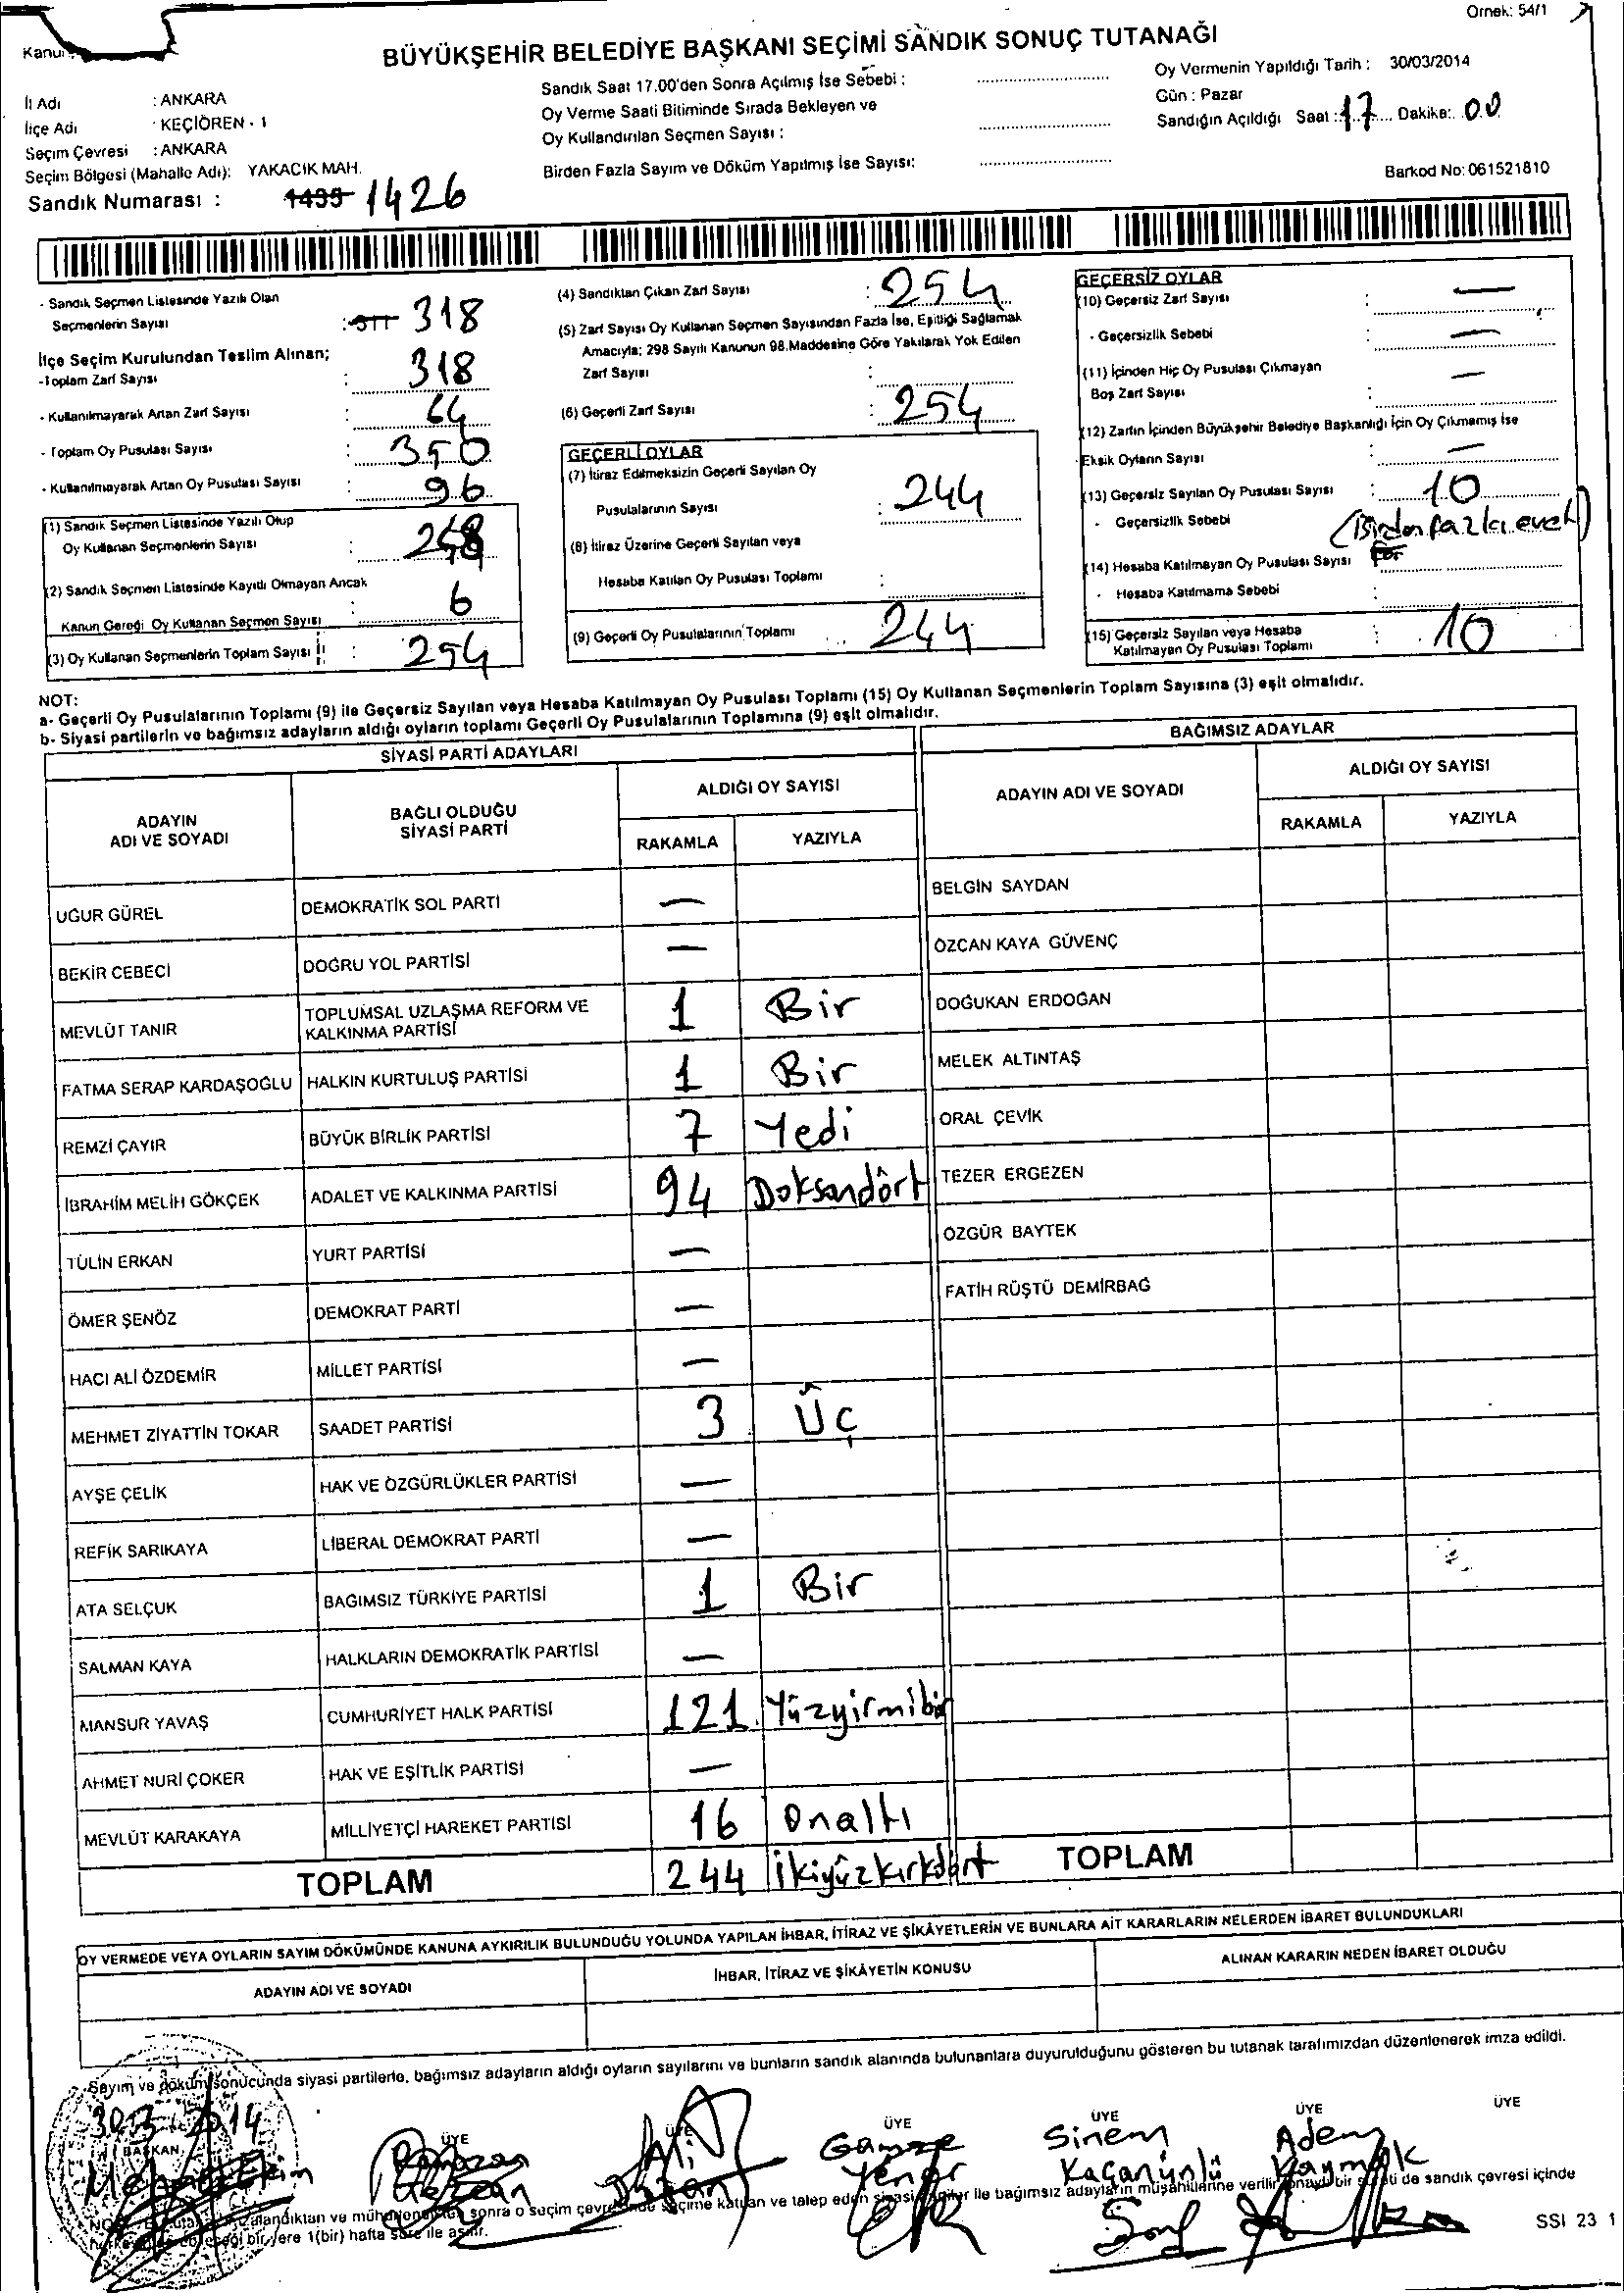 Örnek: 54/1
BÜYÜKŞEHİR BELEDİYE BAŞKANI SEÇİMİ SANDIK SONUÇ TUTANAĞI
İl Adı : ANKARA
İlçe Adı : KEÇİÖREN - 1
Seçim Çevresi : ANKARA
Seçim Bölgesi (Mahalle Adı): YAKACIK MAH.
Sandık Numarası : 1435 1426
Sandık Saat 17.00'den Sonra Açılmış İse Sebebi :
Oy Verme Saati Bitiminde Sırada Bekleyen ve
Oy Kullandırılan Seçmen Sayısı :
Birden Fazla Sayım ve Döküm Yapılmış İse Sayısı:
Oy Vermenin Yapıldığı Tarih : 30/03/2014
Gün : Pazar
Sandığın Açıldığı Saat : 17 Dakika: 00
Barkod No: 061521810
- Sandık Seçmen Listesinde Yazılı Olan
Seçmenlerin Sayısı : 318
İlçe Seçim Kurulundan Teslim Alınan;
-Toplam Zarf Sayısı : 318
- Kullanılmayarak Artan Zarf Sayısı : 64
- Toplam Oy Pusulası Sayısı : 350
- Kullanılmayarak Artan Oy Pusulası Sayısı : 96
(1) Sandık Seçmen Listesinde Yazılı Olup
Oy Kullanan Seçmenlerin Sayısı : 248
(2) Sandık Seçmen Listesinde Kayıtlı Olmayan Ancak
Kanun Gereği Oy Kullanan Seçmen Sayısı : 6
(3) Oy Kullanan Seçmenlerin Toplam Sayısı : 254
(4) Sandıktan Çıkan Zarf Sayısı : 254
(5) Zarf Sayısı Oy Kullanan Seçmen Sayısından Fazla İse, Eşitliği Sağlamak
Amacıyla; 298 Sayılı Kanunun 98.Maddesine Göre Yakılarak Yok Edilen
Zarf Sayısı :
(6) Geçerli Zarf Sayısı : 254
GEÇERLİ OYLAR
(7) İtiraz Edilmeksizin Geçerli Sayılan Oy
Pusulalarının Sayısı : 244
(8) İtiraz Üzerine Geçerli Sayılan veya
Hesaba Katılan Oy Pusulası Toplamı :
(9) Geçerli Oy Pusulalarının Toplamı 244
GEÇERSİZ OYLAR
(10) Geçersiz Zarf Sayısı : —
- Geçersizlik Sebebi : —
(11) İçinden Hiç Oy Pusulası Çıkmayan
Boş Zarf Sayısı : —
(12) Zarfın İçinden Büyükşehir Belediye Başkanlığı İçin Oy Çıkmamış İse
Eksik Oyların Sayısı : —
(13) Geçersiz Sayılan Oy Pusulası Sayısı : 10
- Geçersizlik Sebebi (Birden fazla evet)
(14) Hesaba Katılmayan Oy Pusulası Sayısı
- Hesaba Katılmama Sebebi :
(15) Geçersiz Sayılan veya Hesaba
Katılmayan Oy Pusulası Toplamı : 10
NOT:
a- Geçerli Oy Pusulalarının Toplamı (9) ile Geçersiz Sayılan veya Hesaba Katılmayan Oy Pusulası Toplamı (15) Oy Kullanan Seçmenlerin Toplam Sayısına (3) eşit olmalıdır.
b- Siyasi partilerin ve bağımsız adayların aldığı oyların toplamı Geçerli Oy Pusulalarının Toplamına (9) eşit olmalıdır.
SİYASİ PARTİ ADAYLARI
ADAYIN ADI VE SOYADI
BAĞLI OLDUĞU SİYASİ PARTİ
ALDIĞI OY SAYISI
RAKAMLA YAZIYLA
UĞUR GÜREL DEMOKRATİK SOL PARTİ —
BEKİR CEBECİ DOĞRU YOL PARTİSİ —
MEVLÜT TANIR TOPLUMSAL UZLAŞMA REFORM VE KALKINMA PARTİSİ 1 Bir
FATMA SERAP KARDAŞOĞLU HALKIN KURTULUŞ PARTİSİ 1 Bir
REMZİ ÇAYIR BÜYÜK BİRLİK PARTİSİ 7 Yedi
İBRAHİM MELİH GÖKÇEK ADALET VE KALKINMA PARTİSİ 94 Doksandört
TÜLİN ERKAN YURT PARTİSİ —
ÖMER ŞENÖZ DEMOKRAT PARTİ —
HACI ALİ ÖZDEMİR MİLLET PARTİSİ —
MEHMET ZİYATTİN TOKAR SAADET PARTİSİ 3 Üç
AYŞE ÇELİK HAK VE ÖZGÜRLÜKLER PARTİSİ —
REFİK SARIKAYA LİBERAL DEMOKRAT PARTİ —
ATA SELÇUK BAĞIMSIZ TÜRKİYE PARTİSİ 1 Bir
SALMAN KAYA HALKLARIN DEMOKRATİK PARTİSİ —
MANSUR YAVAŞ CUMHURİYET HALK PARTİSİ 121 Yüzyirmibir
AHMET NURİ ÇOKER HAK VE EŞİTLİK PARTİSİ —
MEVLÜT KARAKAYA MİLLİYETÇİ HAREKET PARTİSİ 16 Onaltı
TOPLAM 244 İkiyüzkırkdört
BAĞIMSIZ ADAYLAR
ADAYIN ADI VE SOYADI
ALDIĞI OY SAYISI
RAKAMLA YAZIYLA
BELGİN SAYDAN
ÖZCAN KAYA GÜVENÇ
DOĞUKAN ERDOĞAN
MELEK ALTINTAŞ
ORAL ÇEVİK
TEZER ERGEZEN
ÖZGÜR BAYTEK
FATİH RÜŞTÜ DEMİRBAĞ
TOPLAM
OY VERMEDE VEYA OYLARIN SAYIM DÖKÜMÜNDE KANUNA AYKIRILIK BULUNDUĞU YOLUNDA YAPILAN İHBAR, İTİRAZ VE ŞİKÂYETLERİN VE BUNLARA AİT KARARLARIN NELERDEN İBARET BULUNDUKLARI
ADAYIN ADI VE SOYADI İHBAR, İTİRAZ VE ŞİKÂYETİN KONUSU ALINAN KARARIN NEDEN İBARET OLDUĞU
Sayım ve döküm sonucunda siyasi partilerle, bağımsız adayların aldığı oyların sayılarını ve bunların sandık alanında bulunanlara duyurulduğunu gösteren bu tutanak tarafımızdan düzenlenerek imza edildi.
BAŞKAN ÜYE ÜYE ÜYE ÜYE ÜYE ÜYE
Gamze Yener
Sinem Kaçanünlü
Adem Kaymak
sonra o seçim katılan ve talep eden ile bağımsız adayların müşahitlerine de sandık çevresi içinde
bir yere 1(bir) hafta süre ile asılır.
SSI 23 1